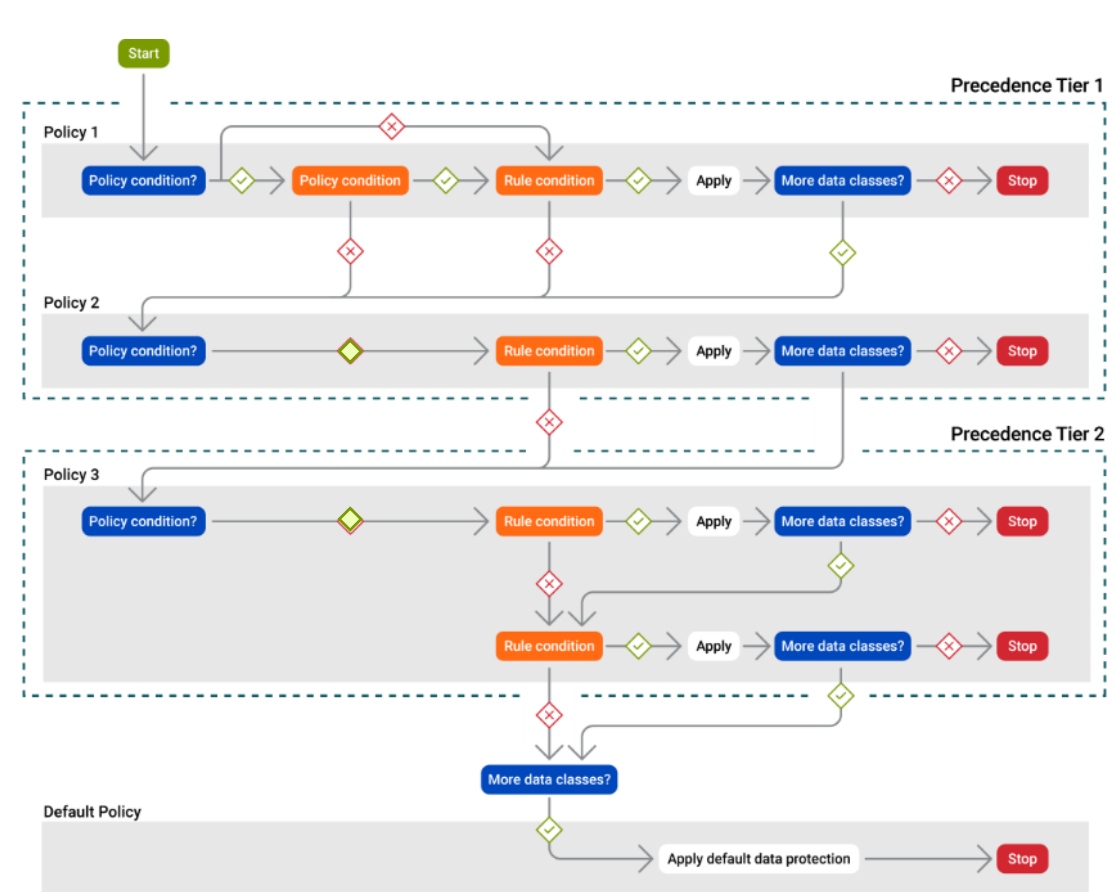 Start
Precedence Tier 1
Policy 1
Policy condition?
Policy condition
Rule condition
Apply
More data classes?
Stop
Policy 2
Policy condition?
Rule condition
Apply
More data classes?
Stop
Precedence Tier 2
Policy 3
Policy condition?
Rule condition
Apply
More data classes?
Stop
Rule condition
Apply
More data classes?
Stop
More data classes?
Default Policy
Apply default data protection
Stop